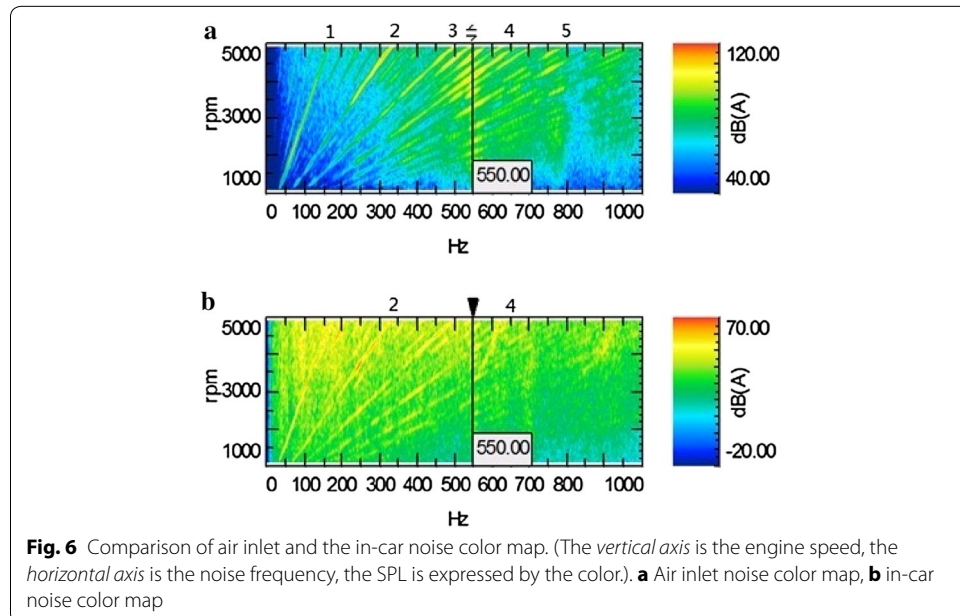 a
1 2 3 4 5
5000
3000
1000
rpm
550.00
0 100 200 300 400 500 600 700 800 1000
Hz
120.00
40.00
dB(A)
b
2 4
5000
3000
1000
rpm
550.00
0 100 200 300 400 500 600 700 800 1000
Hz
70.00
-20.00
dB(A)
Fig. 6 Comparison of air inlet and the in-car noise color map. (The vertical axis is the engine speed, the
horizontal axis is the noise frequency, the SPL is expressed by the color.). a Air inlet noise color map, b in-car
noise color map